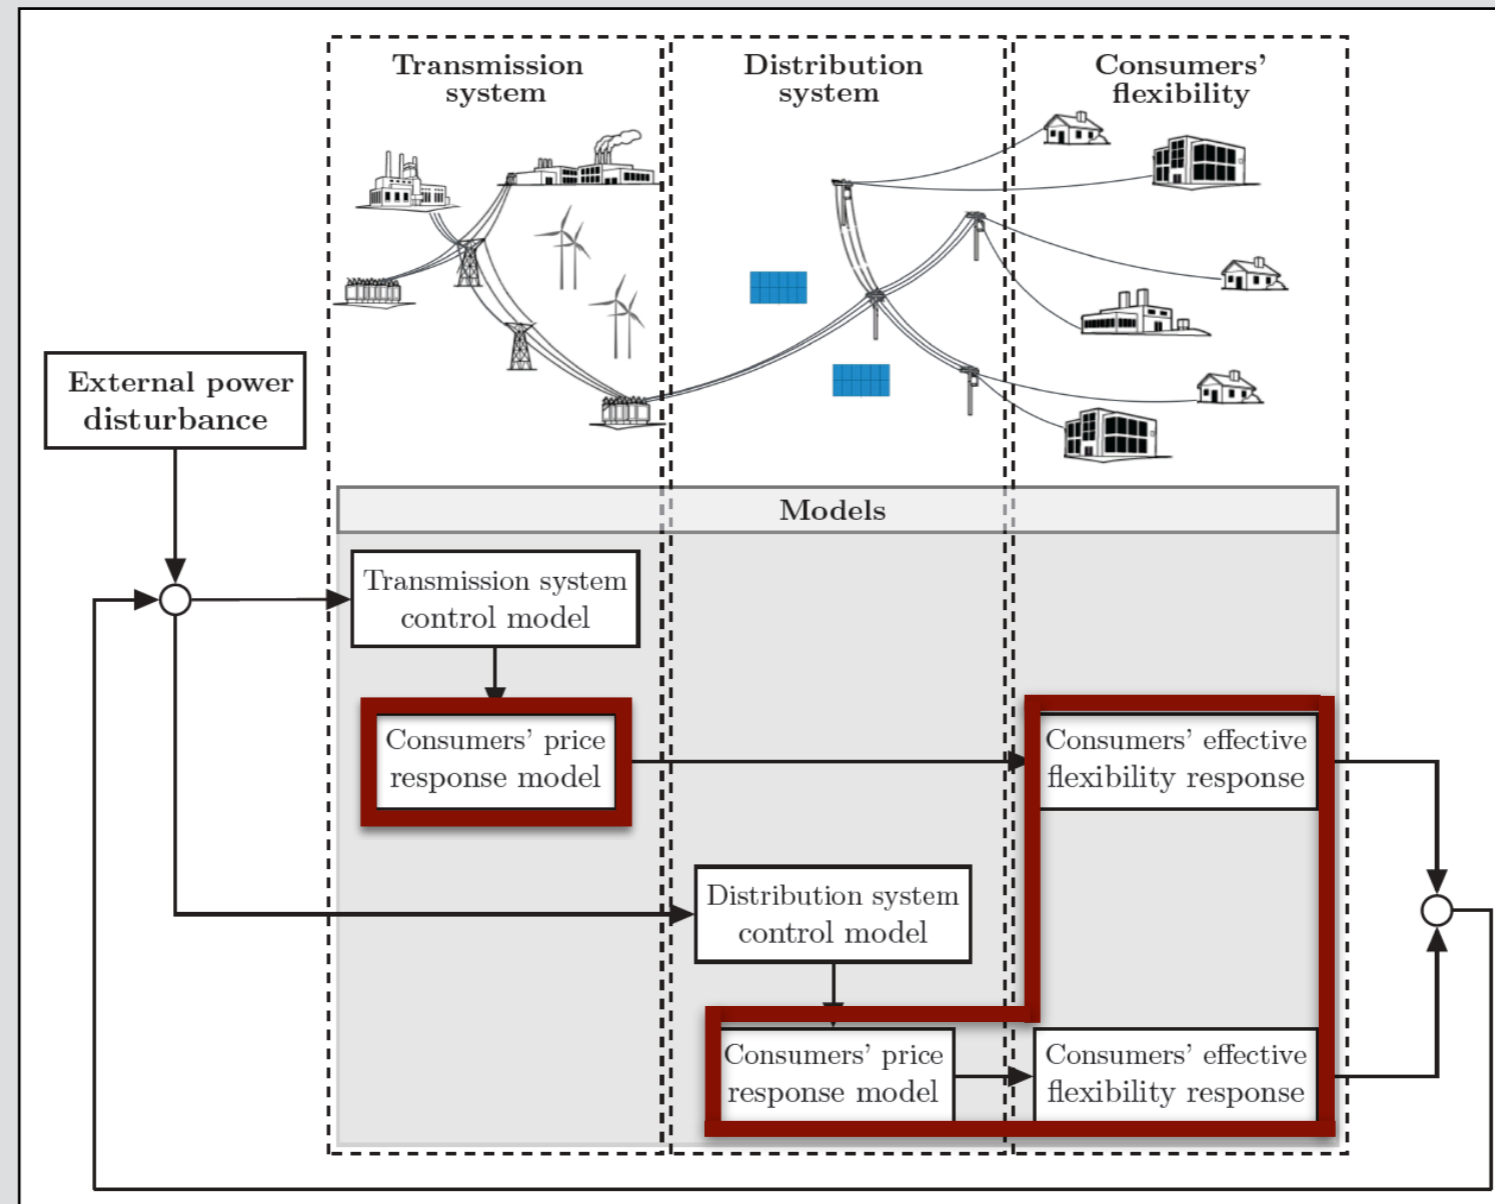 Transmission
system
Distribution
system
Consumers’
flexibility
External power
disturbance
Models
Transmission system
control model
Consumers’ price
response model
Consumers’ effective
flexibility response
Distribution system
control model
Consumers’ price
response model
Consumers’ effective
flexibility response